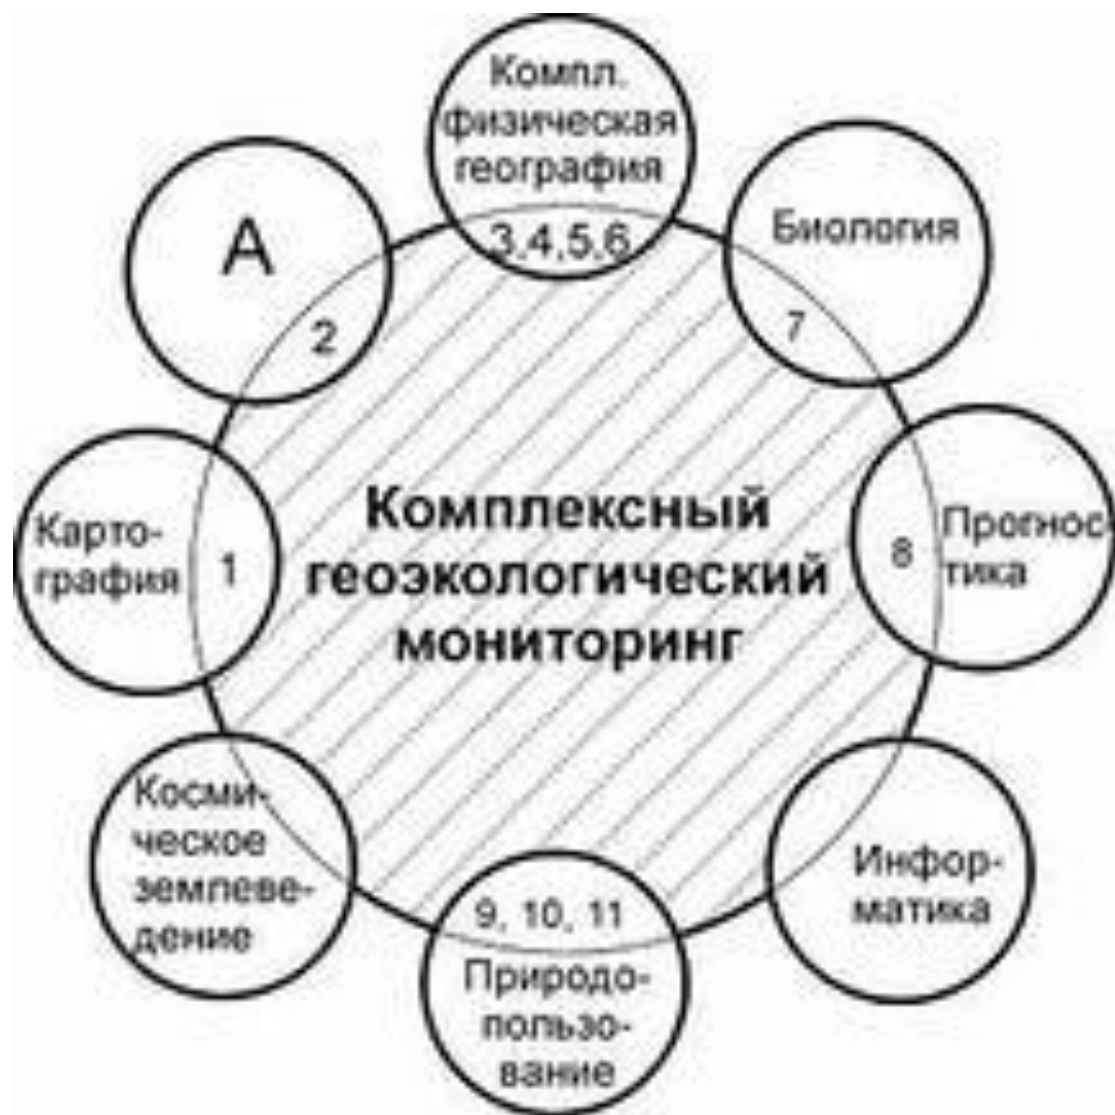 Компл.
физическая
география
3,4,5,6
А
2
Биология
7
Карто-
графия
1
Комплексный
геоэкологический
мониторинг
8
Прогнос-
тика
Косми-
ческое
землеве-
дение
9, 10, 11
Природо-
пользо-
вание
Инфор-
матика